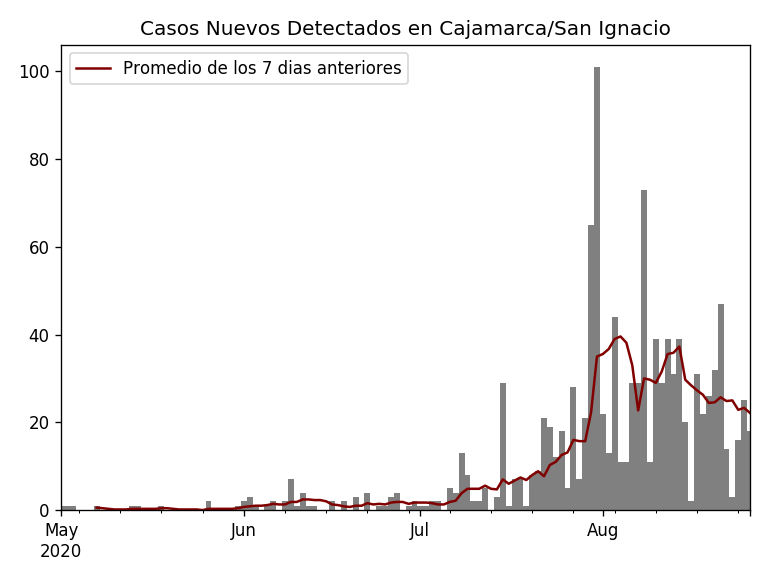 Casos Nuevos Detectados en Cajamarca/San Ignacio
Promedio de los 7 dias anteriores
100
80
60
40
20
0
May Jun Jul Aug
2020